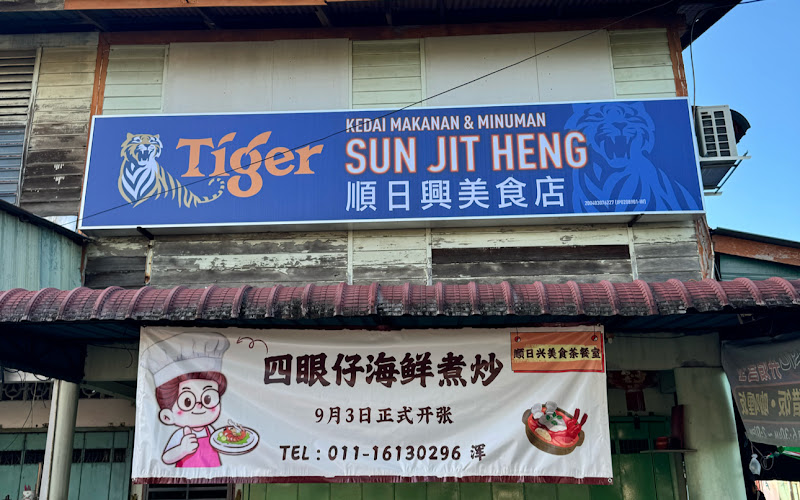 Tiger
KEDAI MAKANAN & MINUMAN
SUN JIT HENG
順日興美食店
四眼仔海鲜煮炒
顺日兴美食茶餐室
9月3日正式开张
TEL : 011-16130296 浑